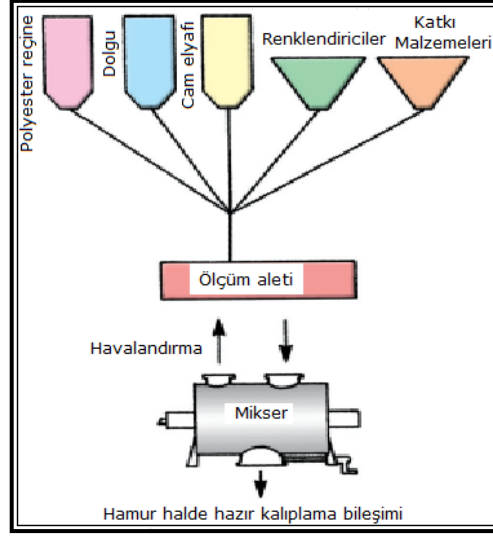 Polyester reçine
Dolgu
Cam elyafı
Renklendiriciler
Katkı
Malzemeleri
Ölçüm aleti
Havalandırma
Mikser
Hamur halde hazır kalıplama bileşimi